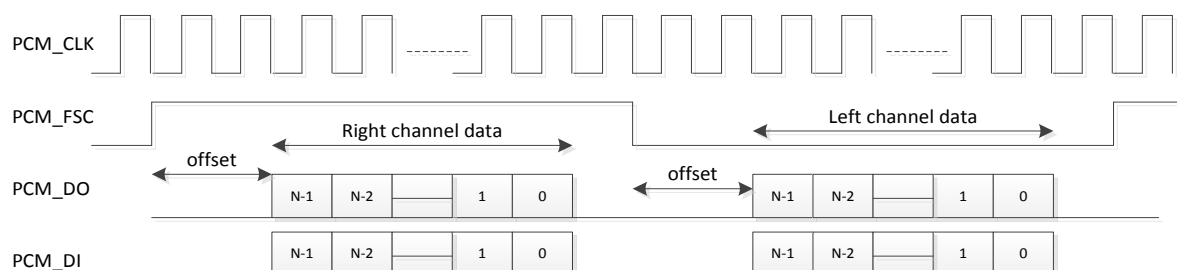 PCM_CLK
PCM_FSC
Right channel data
Left channel data
offset
offset
PCM_DO
N-1 N-2 1 0 N-1 N-2 1 0
PCM_DI
N-1 N-2 1 0 N-1 N-2 1 0